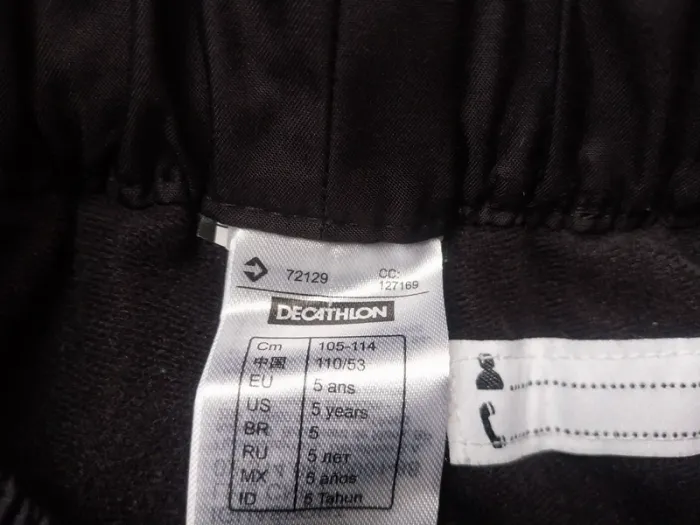 72129 CC:
127169
DECATHLON
Cm 105-114
中国 110/53
EU 5 ans
US 5 years
BR 5
RU 5 лет
MX 5 años
ID 5 Tahun